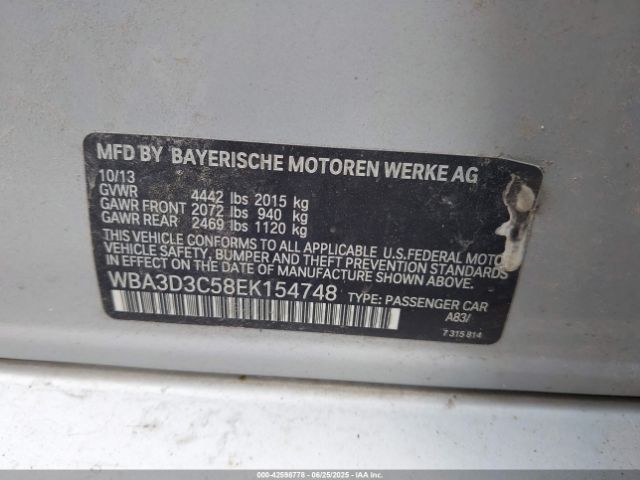 MFD BY BAYERISCHE MOTOREN WERKE AG
10/13
GVWR 4442 lbs 2015 kg
GAWR FRONT 2072 lbs 940 kg
GAWR REAR 2469 lbs 1120 kg
THIS VEHICLE CONFORMS TO ALL APPLICABLE U.S.FEDERAL MOTO
VEHICLE SAFETY, BUMPER, AND THEFT PREVENTION STANDARDS
IN EFFECT ON THE DATE OF MANUFACTURE SHOWN ABOVE.
WBA3D3C58EK154748 TYPE: PASSENGER CAR
A83/
7 315 814
000-42598778 - 06/25/2025 - IAAI.com